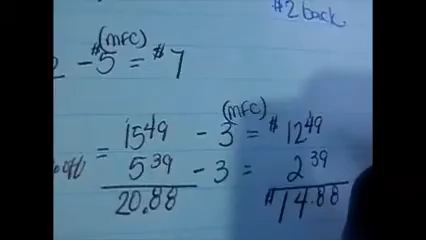 $2 back
(mfc)
- $5 = $7
(mfc)
= 15 49 - 3 = $12 49
5 39 - 3 = 2 39
20.88 $14.88